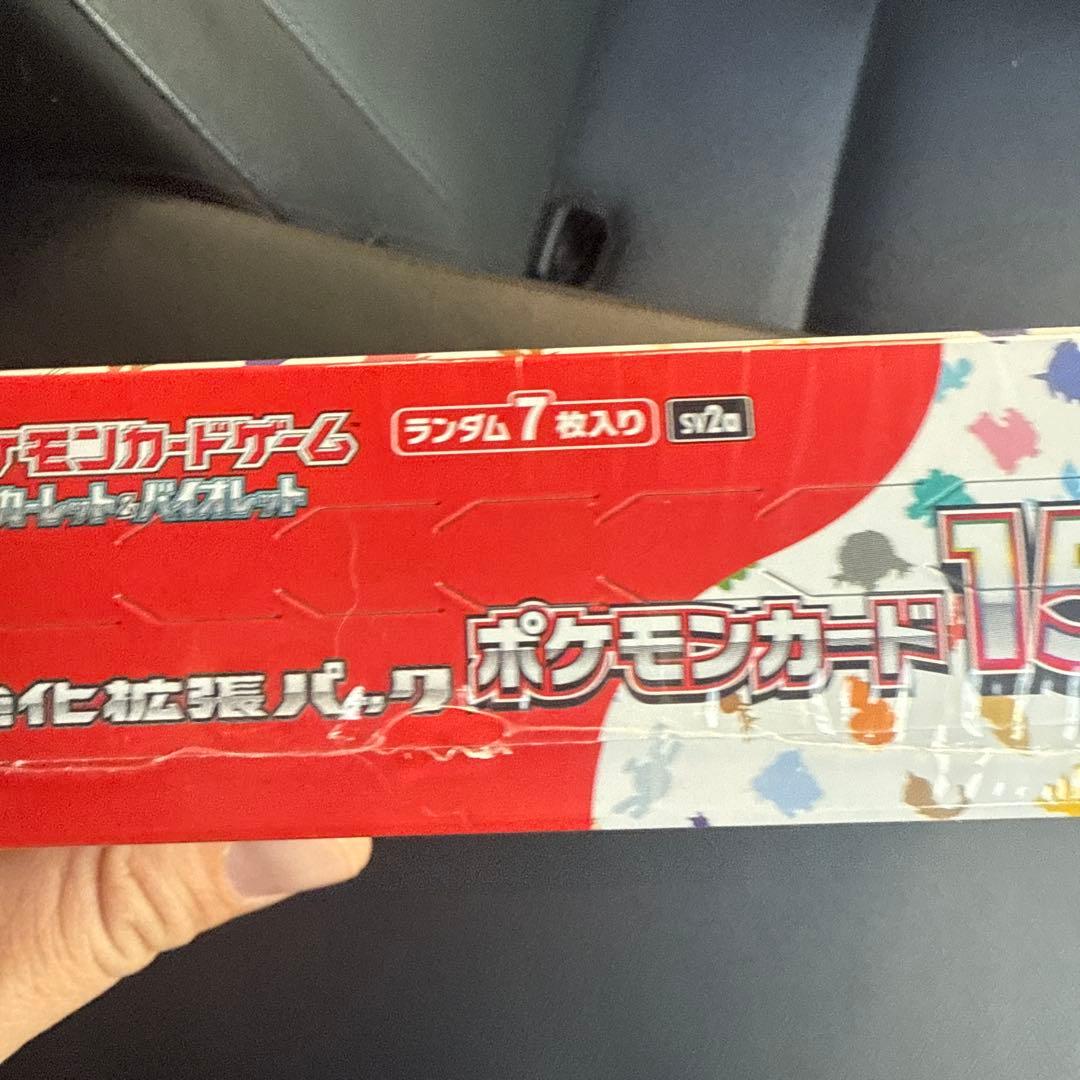 ケモンカードゲーム
カーレット&バイオレット
ランダム7枚入り
sv2a
化拡張パック
ポケモンカード